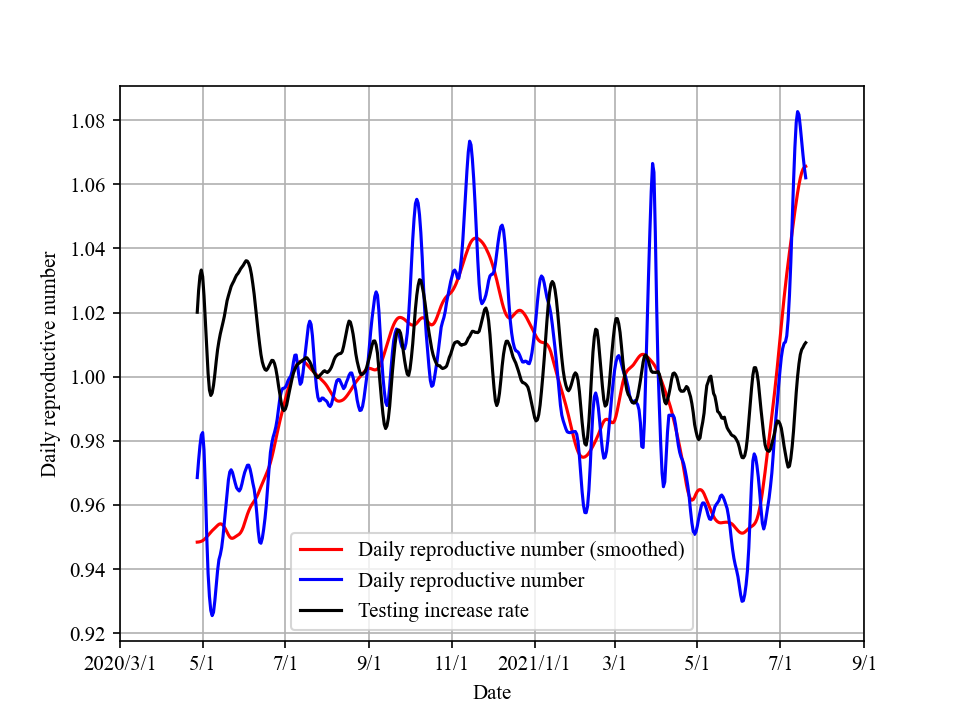 1.08
1.06
1.04
1.02
1.00
0.98
0.96
0.94
0.92
Daily reproductive number
Daily reproductive number (smoothed)
Daily reproductive number
Testing increase rate
2020/3/1 5/1 7/1 9/1 11/1 2021/1/1 3/1 5/1 7/1 9/1
Date